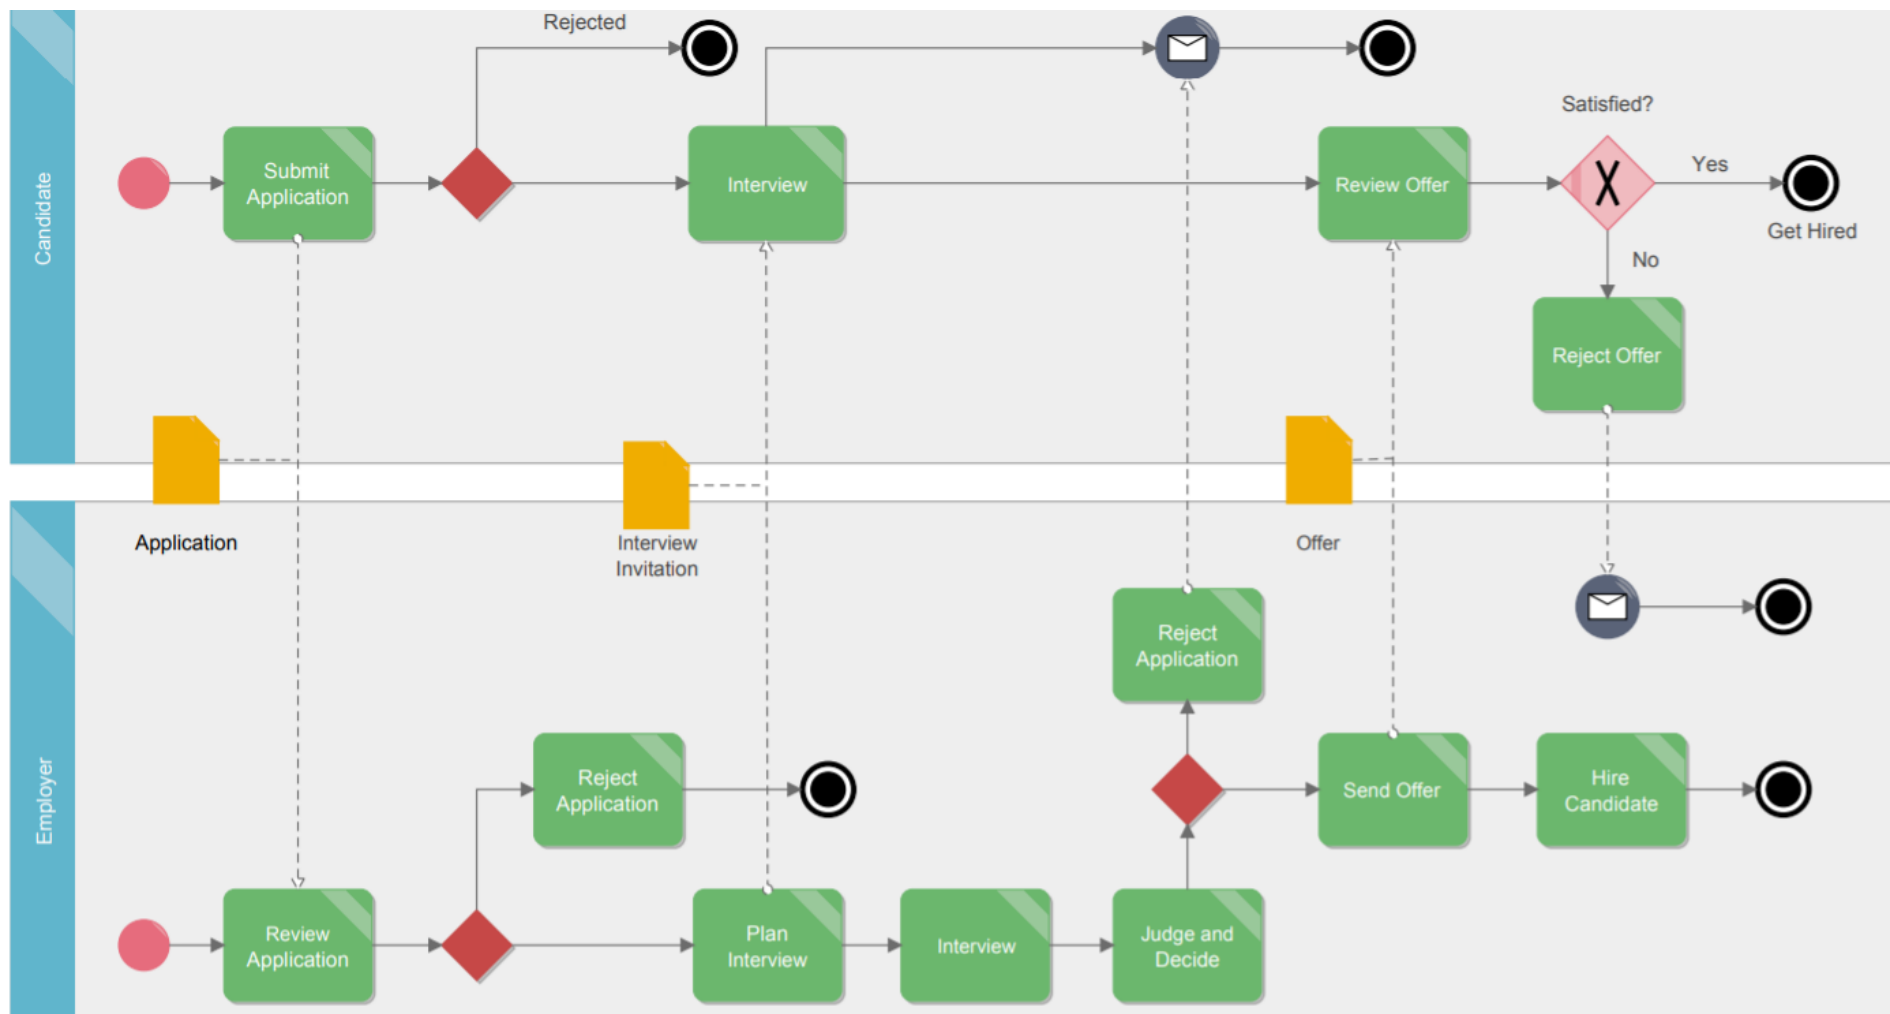 Rejected
Satisfied?
Candidate
Submit
Application
Interview
Review Offer
Yes
Get Hired
No
Reject Offer
Application
Interview
Invitation
Offer
Employer
Reject
Application
Reject
Application
Send Offer
Hire
Candidate
Review
Application
Plan
Interview
Interview
Judge and
Decide